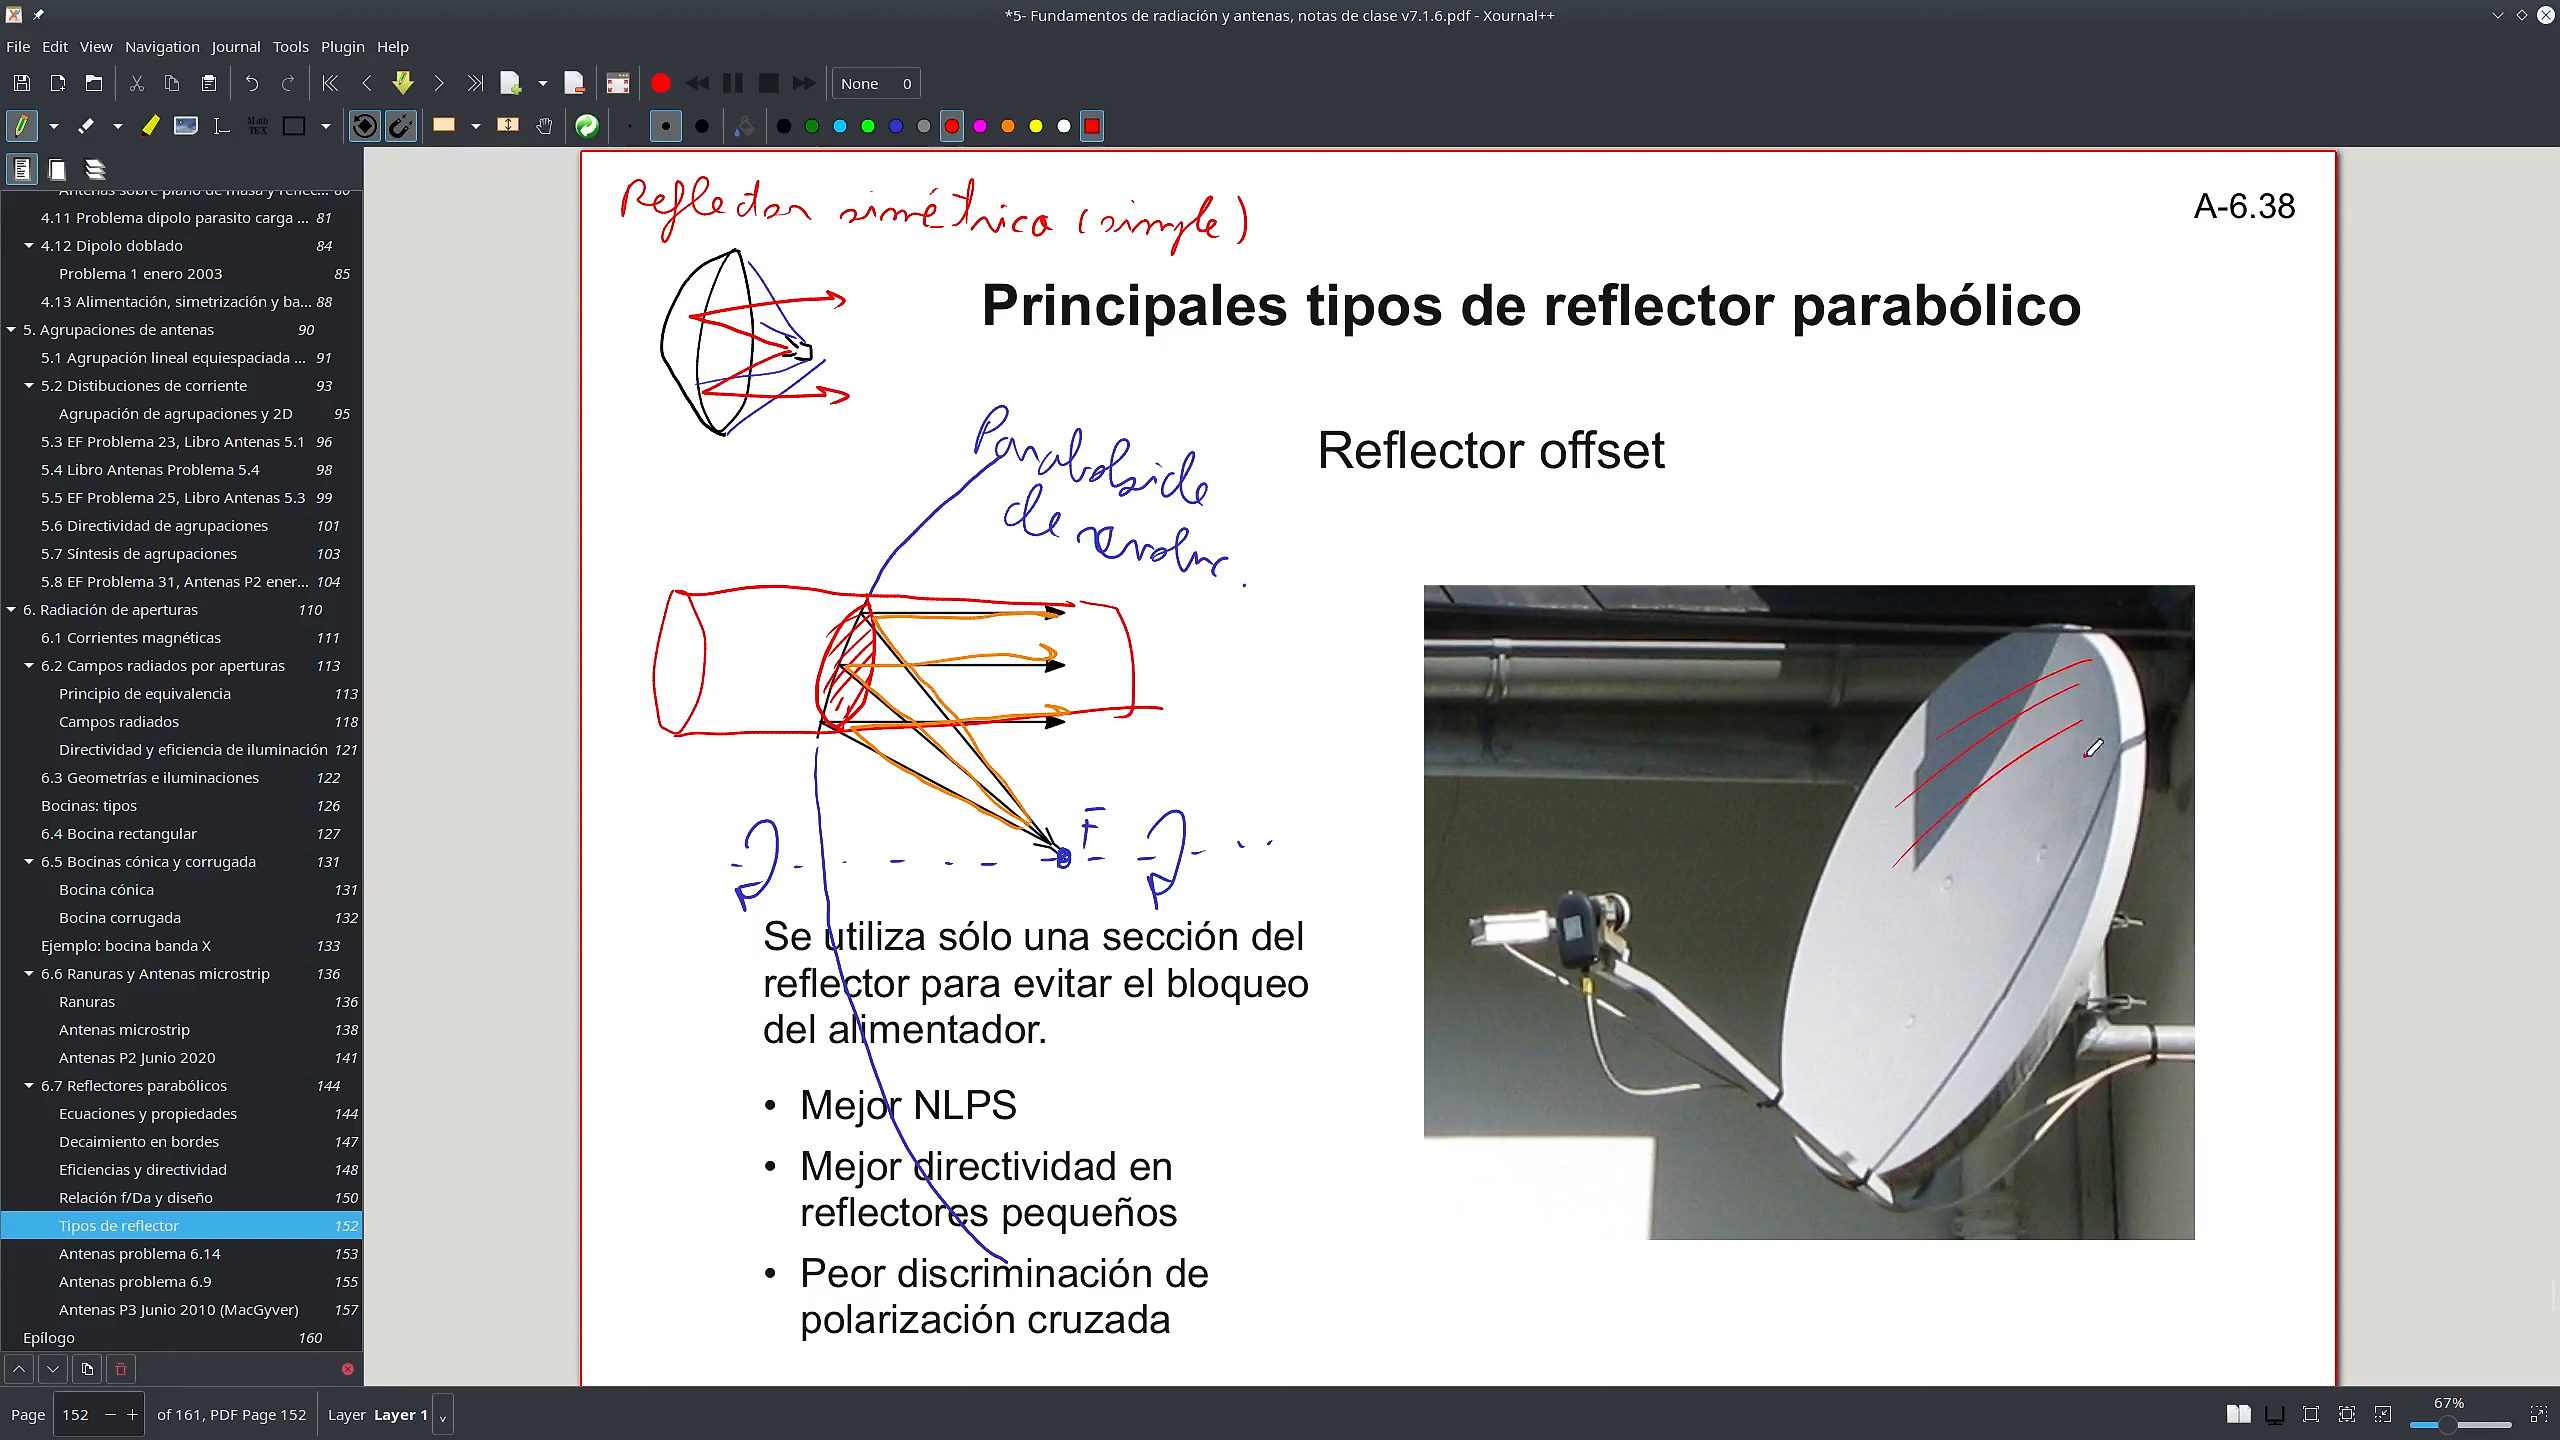 *5- Fundamentos de radiación y antenas, notas de clase v7.1.6.pdf - Xournal++
File Edit View Navigation Journal Tools Plugin Help
None 0
Math TEX
4.11 Problema dipolo parasito carga ... 81
4.12 Dipolo doblado 84
Problema 1 enero 2003 85
4.13 Alimentación, simetrización y ba... 88
5. Agrupaciones de antenas 90
5.1 Agrupación lineal equiespaciada ... 91
5.2 Distibuciones de corriente 93
Agrupación de agrupaciones y 2D 95
5.3 EF Problema 23, Libro Antenas 5.1 96
5.4 Libro Antenas Problema 5.4 98
5.5 EF Problema 25, Libro Antenas 5.3 99
5.6 Directividad de agrupaciones 101
5.7 Síntesis de agrupaciones 103
5.8 EF Problema 31, Antenas P2 ener... 104
6. Radiación de aperturas 110
6.1 Corrientes magnéticas 111
6.2 Campos radiados por aperturas 113
Principio de equivalencia 113
Campos radiados 118
Directividad y eficiencia de iluminación 121
6.3 Geometrías e iluminaciones 122
Bocinas: tipos 126
6.4 Bocina rectangular 127
6.5 Bocinas cónica y corrugada 131
Bocina cónica 131
Bocina corrugada 132
Ejemplo: bocina banda X 133
6.6 Ranuras y Antenas microstrip 136
Ranuras 136
Antenas microstrip 138
Antenas P2 Junio 2020 141
6.7 Reflectores parabólicos 144
Ecuaciones y propiedades 144
Decaimiento en bordes 147
Eficiencias y directividad 148
Relación f/Da y diseño 150
Tipos de reflector 152
Antenas problema 6.14 153
Antenas problema 6.9 155
Antenas P3 Junio 2010 (MacGyver) 157
Epílogo 160
Reflector simétrico (simple)
A-6.38
Principales tipos de reflector parabólico
Paraboloide
de revoluc.
Reflector offset
F
Se utiliza sólo una sección del
reflector para evitar el bloqueo
del alimentador.
• Mejor NLPS
• Mejor directividad en
reflectores pequeños
• Peor discriminación de
polarización cruzada
Page 152 of 161, PDF Page 152 Layer Layer 1
67%